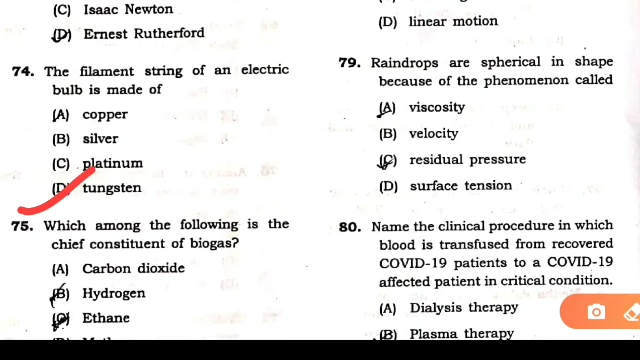 (C) Isaac Newton
(D) Ernest Rutherford
74. The filament string of an electric
bulb is made of
(A) copper
(B) silver
(C) platinum
(D) tungsten
75. Which among the following is the
chief constituent of biogas?
(A) Carbon dioxide
(B) Hydrogen
(C) Ethane
(D) linear motion
79. Raindrops are spherical in shape
because of the phenomenon called
(A) viscosity
(B) velocity
(C) residual pressure
(D) surface tension
80. Name the clinical procedure in which
blood is transfused from recovered
COVID-19 patients to a COVID-19
affected patient in critical condition.
(A) Dialysis therapy
(B) Plasma therapy